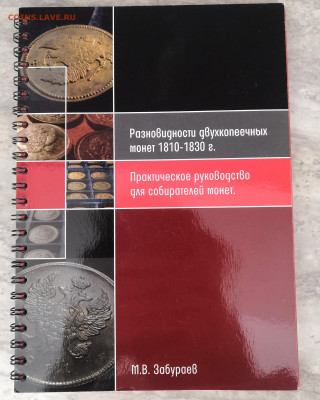 COINS.LAVE.RU
Разновидности двухкопеечных
монет 1810-1830 г.
Практическое руководство
для собирателей монет.
М.В. Забураев